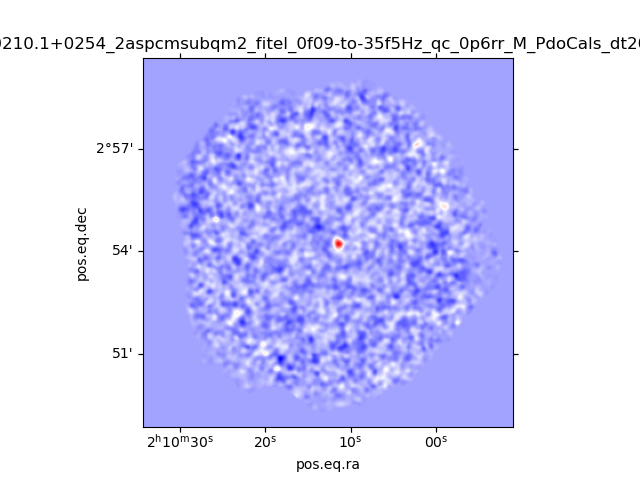 0210.1+0254_2aspcmsubqm2_fitel_0f09-to-35f5Hz_qc_0p6rr_M_PdoCals_dt20
2°57'
54'
51'
pos.eq.dec
2ʰ10ᵐ30ˢ 20ˢ 10ˢ 00ˢ
pos.eq.ra